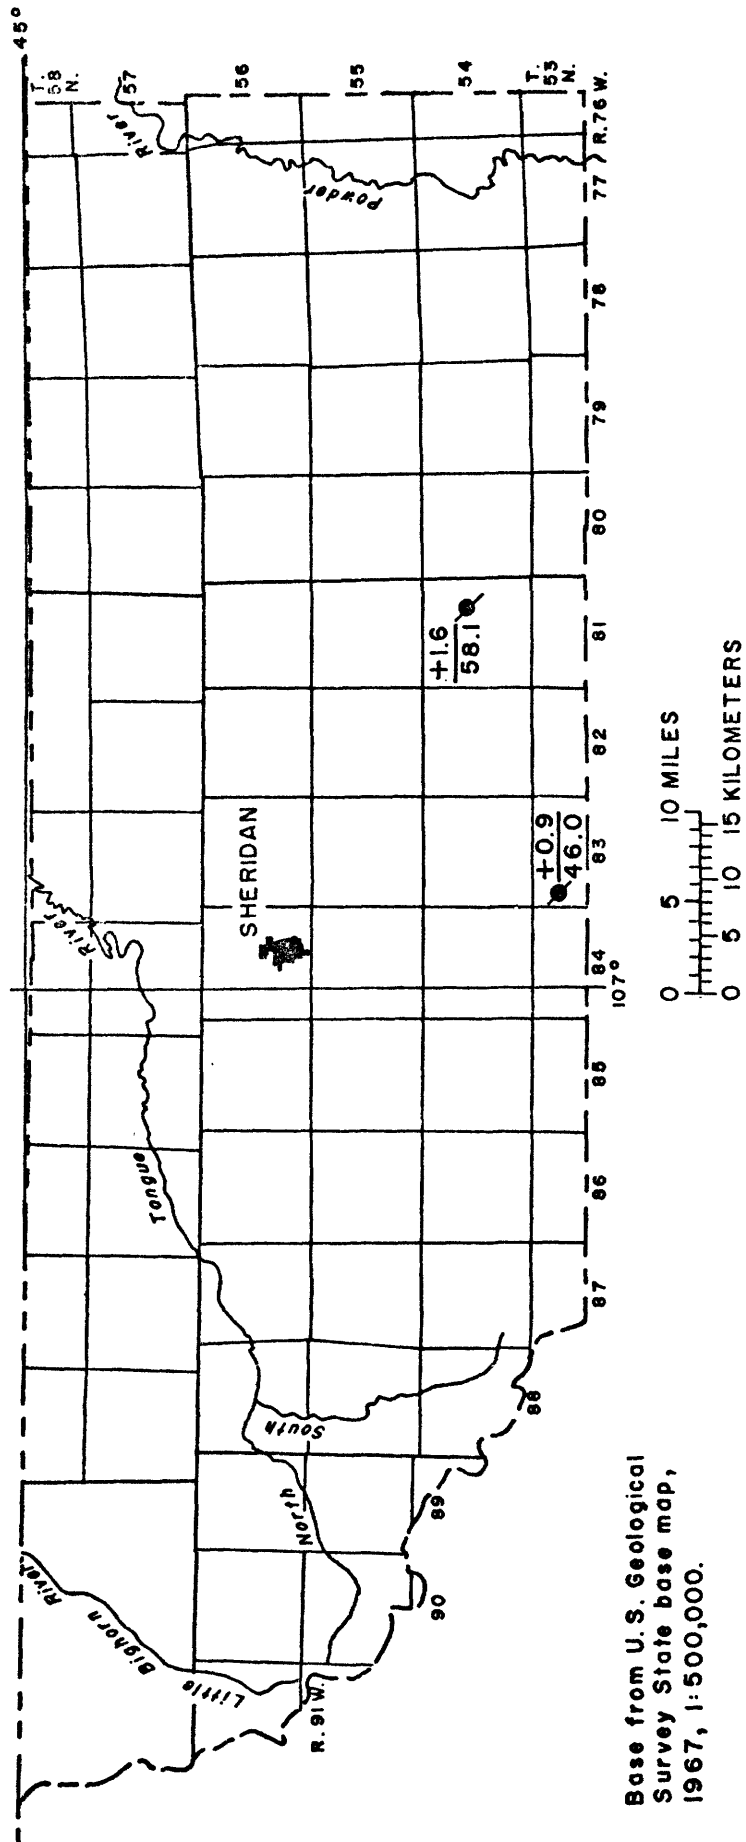 45°
T.
58
N.
57
56
55
54
T.
53
N.
R. 76 W.
77
78
79
80
81
82
83
84
85
86
87
88
89
90
R. 91 W.
107°
River
Powder
River
Tongue
South
North
Little
Bighorn
River
SHERIDAN
+1.6
58.1
+0.9
46.0
0 5 10 MILES
0 5 10 15 KILOMETERS
Base from U.S. Geological
Survey State base map,
1967, 1:500,000.